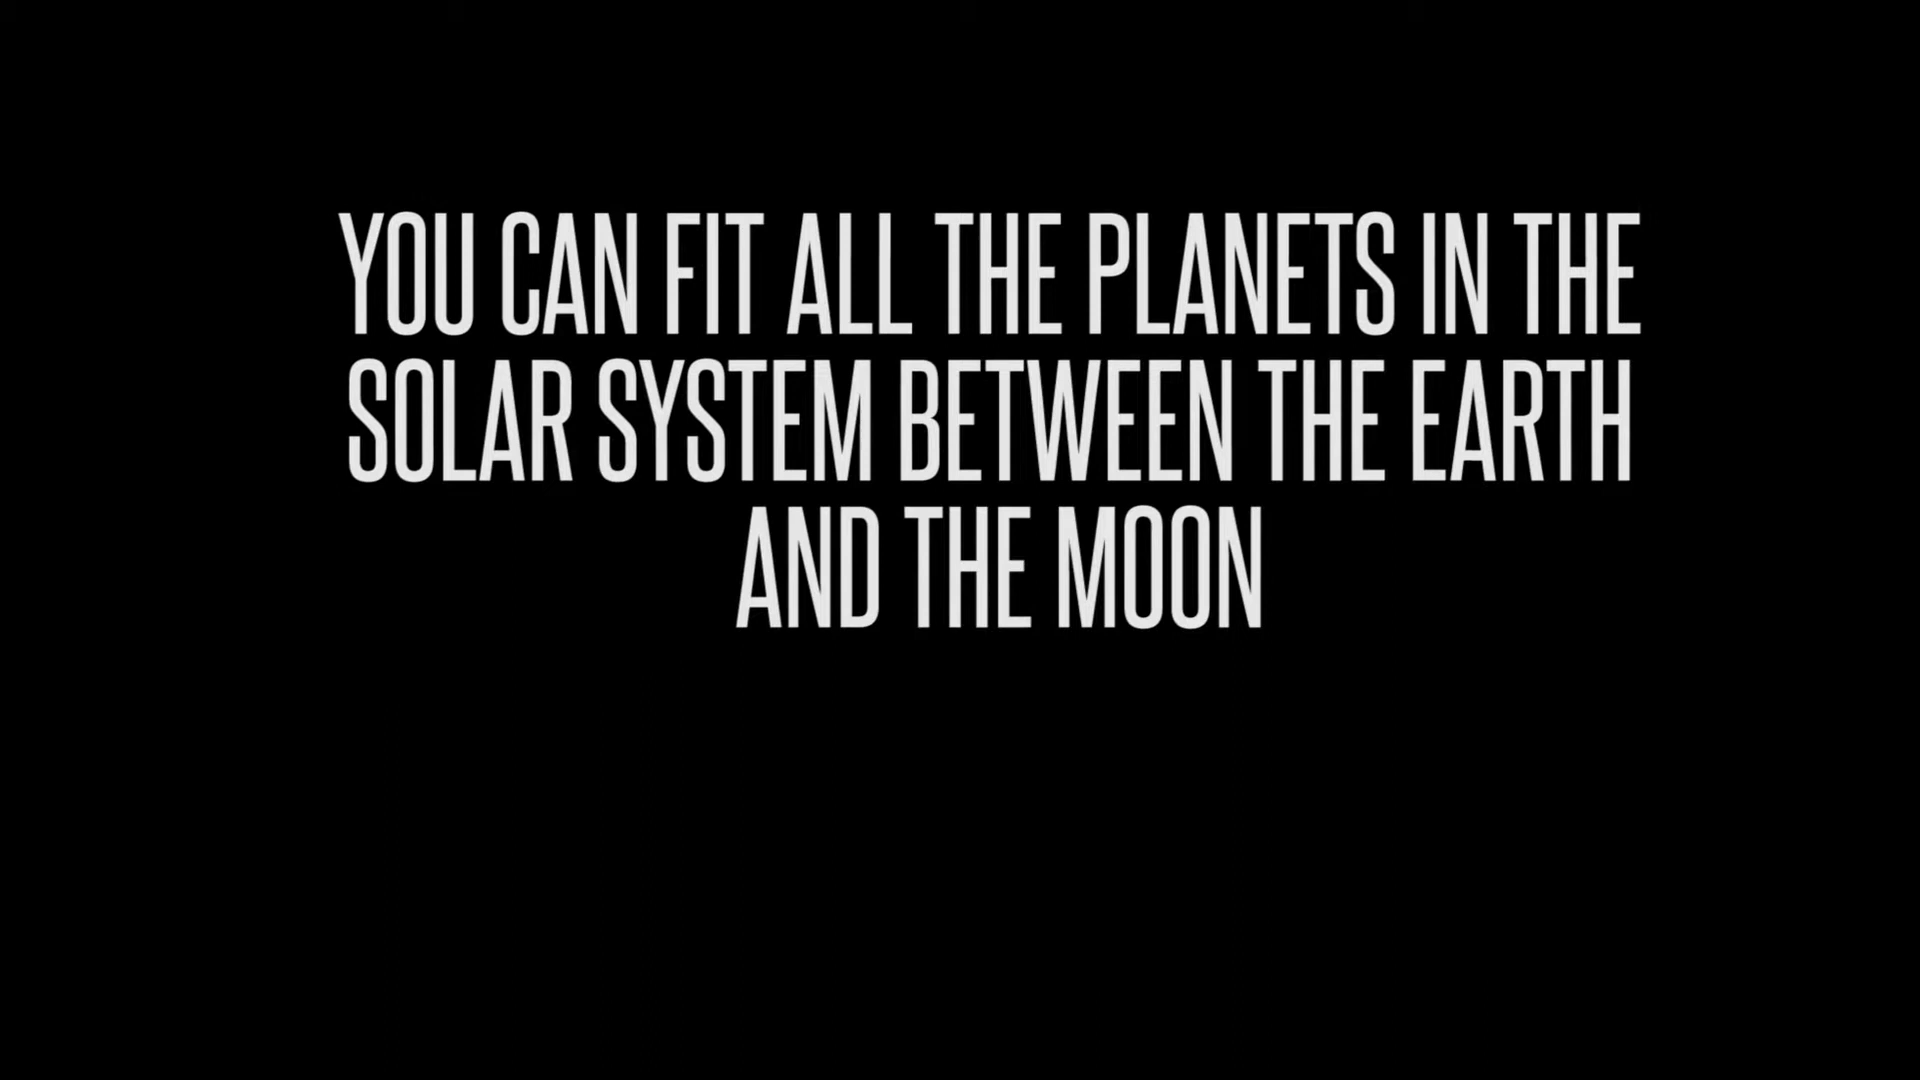 YOU CAN FIT ALL THE PLANETS IN THE
SOLAR SYSTEM BETWEEN THE EARTH
AND THE MOON